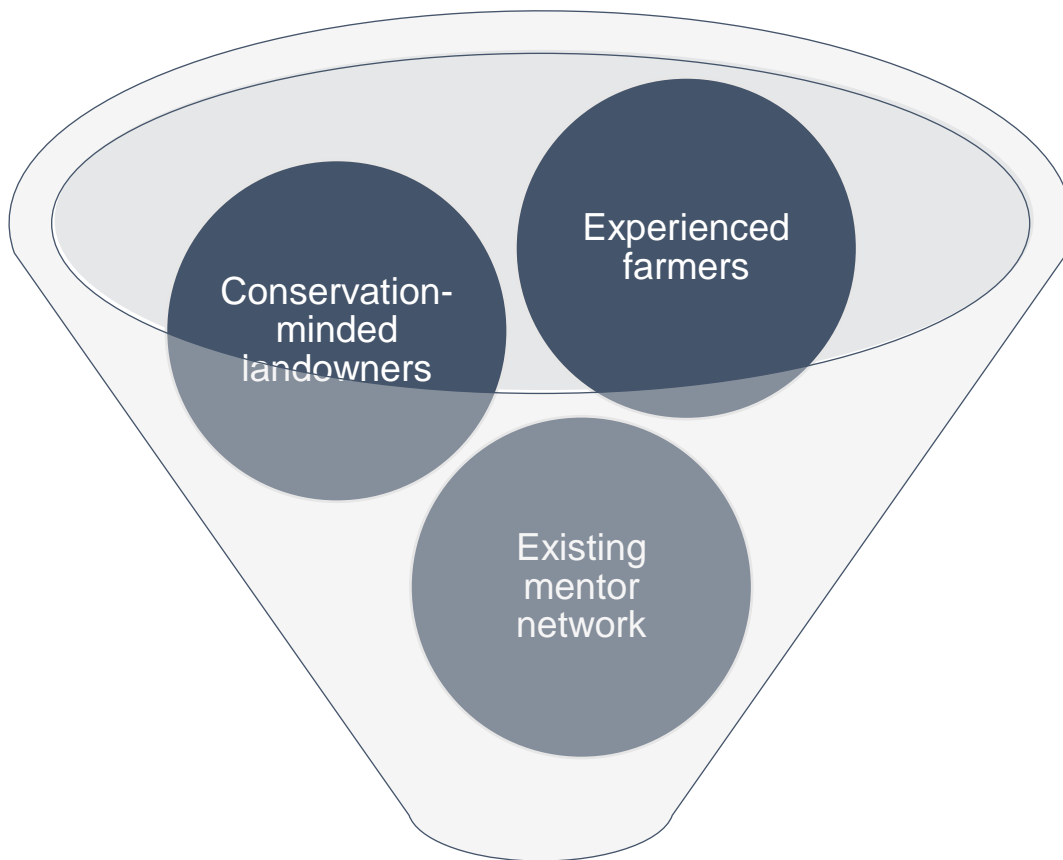 Conservation-
minded
landowners
Experienced
farmers
Existing
mentor
network